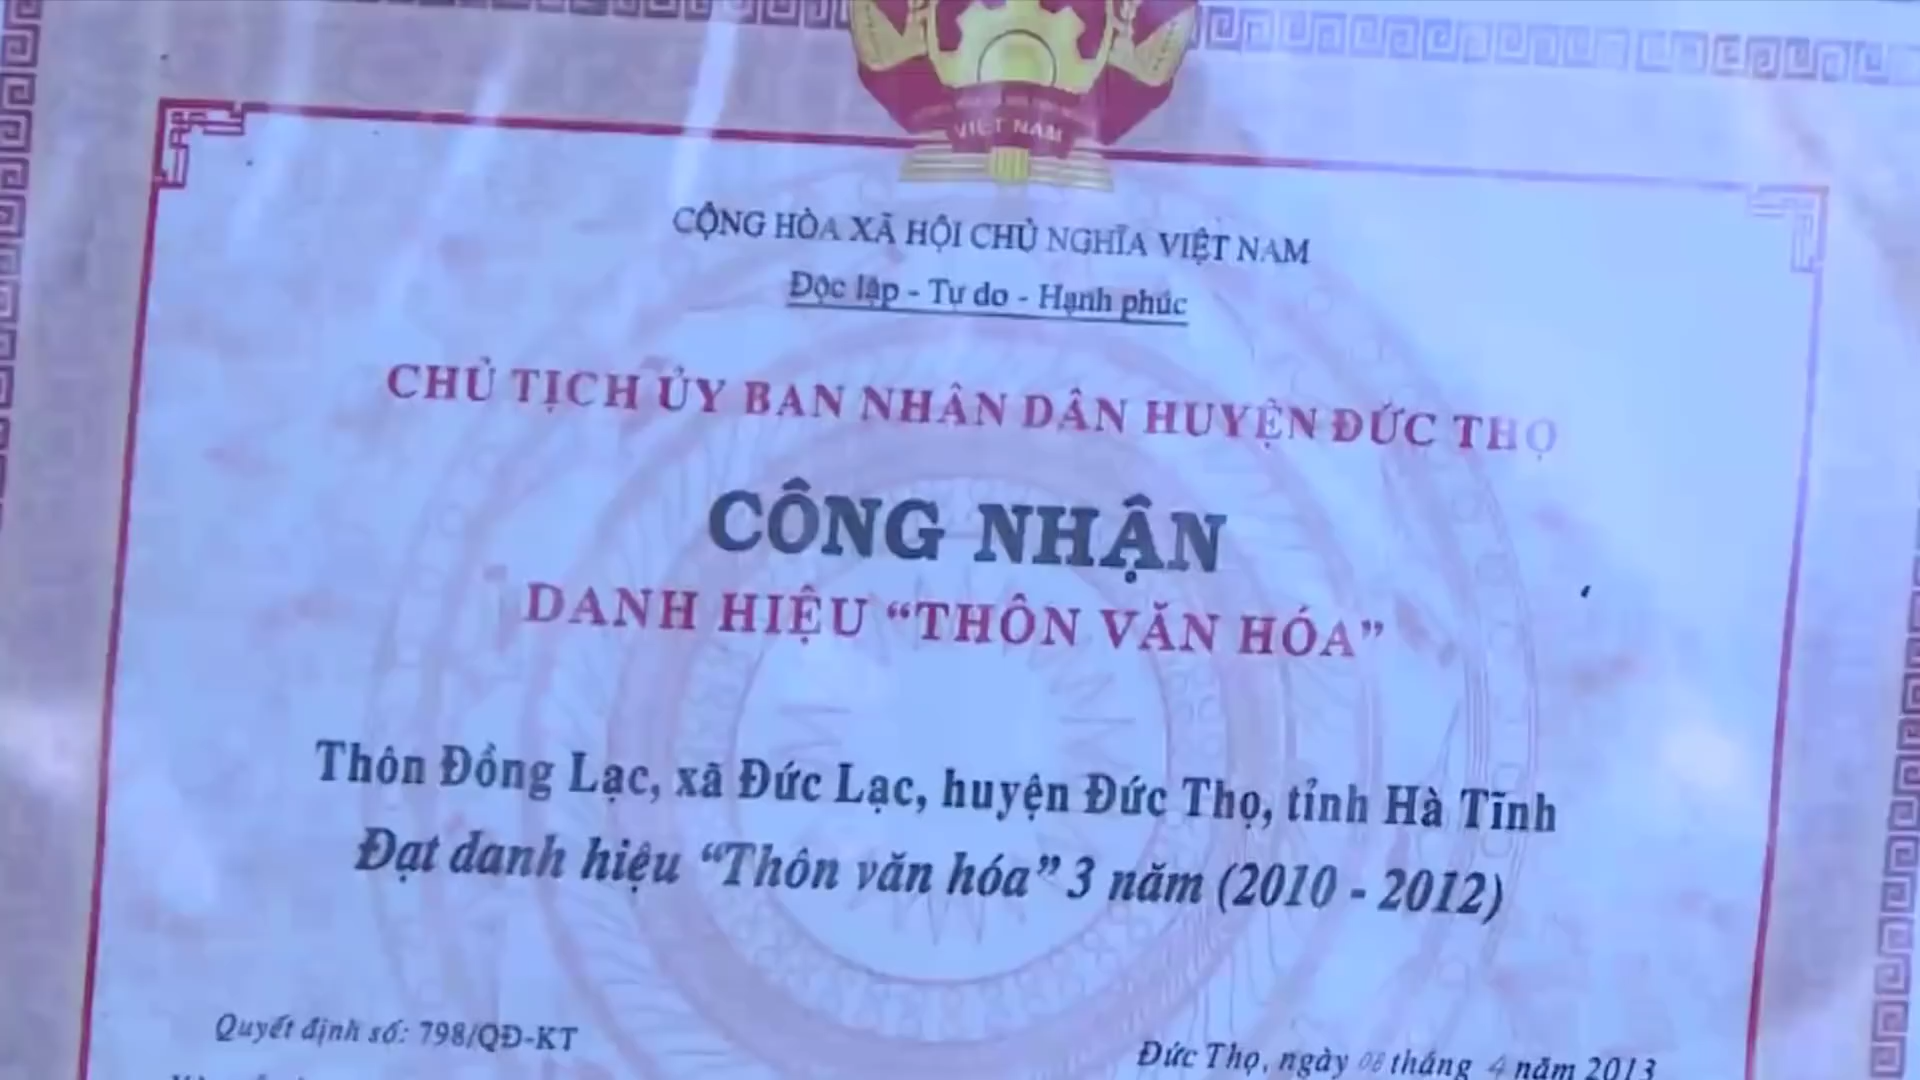 VIỆT NAM
CỘNG HÒA XÃ HỘI CHỦ NGHĨA VIỆT NAM
Độc lập - Tự do - Hạnh phúc
CHỦ TỊCH ỦY BAN NHÂN DÂN HUYỆN ĐỨC THỌ
CÔNG NHẬN
DANH HIỆU “THÔN VĂN HÓA”
Thôn Đồng Lạc, xã Đức Lạc, huyện Đức Thọ, tỉnh Hà Tĩnh
Đạt danh hiệu “Thôn văn hóa” 3 năm (2010 - 2012)
Quyết định số: 798/QĐ-KT
Đức Thọ, ngày 08 tháng 4 năm 2013